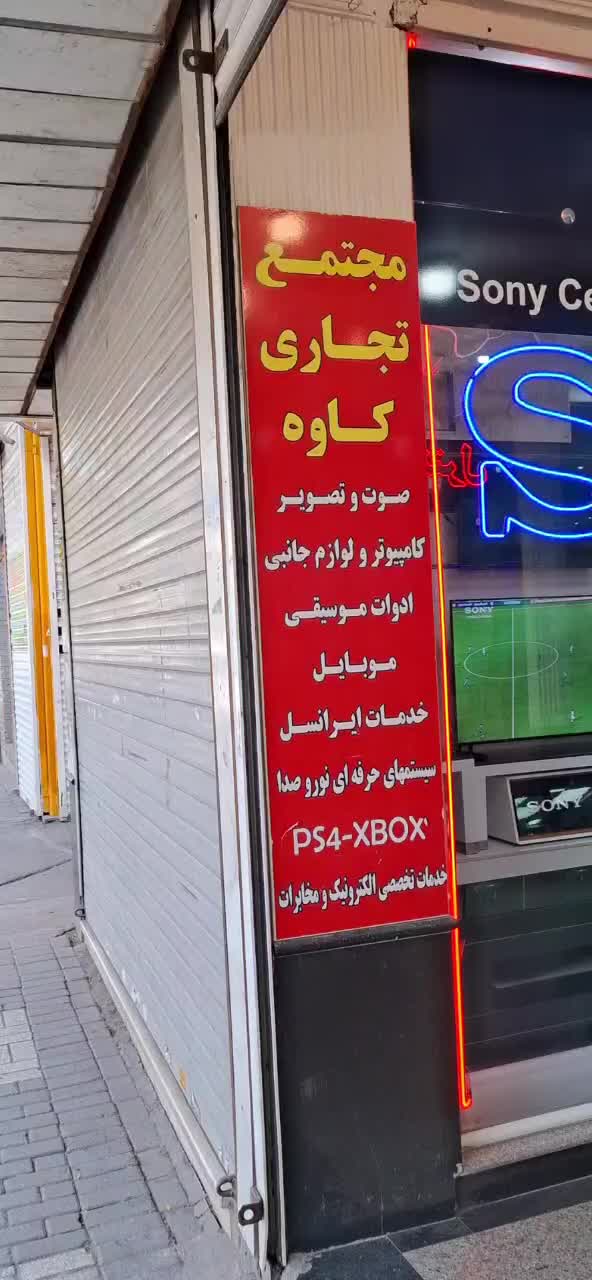 مجتمع
تجاری
کاوه
صوت و تصویر
کامپیوتر و لوازم جانبی
ادوات موسیقی
موبایل
خدمات ایرانسل
سیستمهای حرفه ای نورو صدا
PS4-XBOX
خدمات تخصصی الکترونیک و مخابرات
Sony Ce
S
SONY
SONY